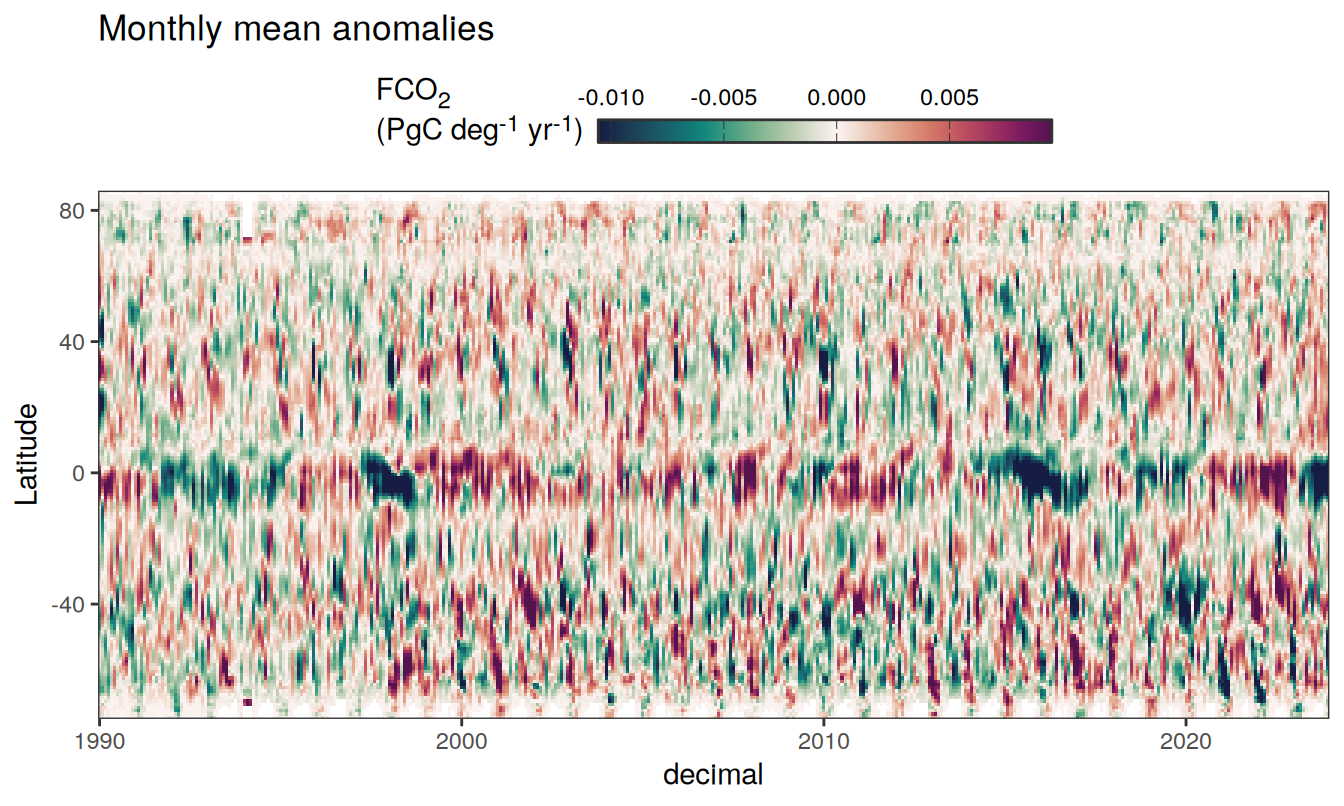 Monthly mean anomalies
FCO₂
(PgC deg⁻¹ yr⁻¹)
-0.010 -0.005 0.000 0.005
80
40
0
-40
Latitude
1990 2000 2010 2020
decimal